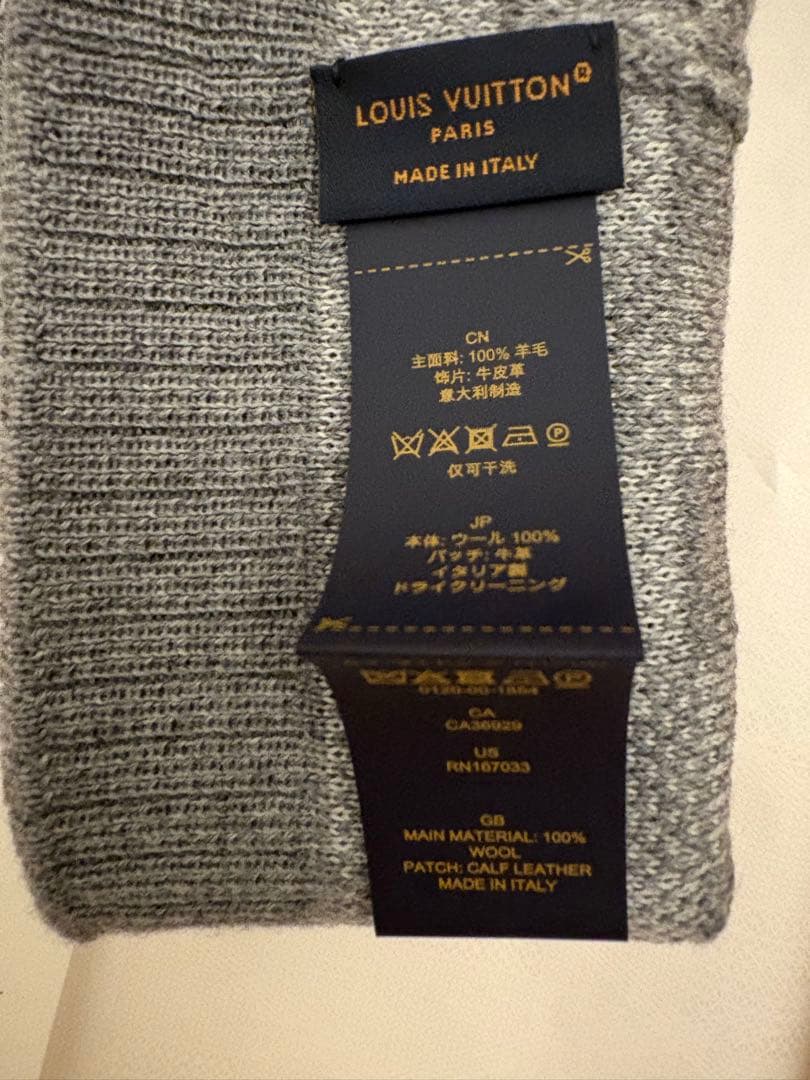 LOUIS VUITTON®
PARIS
MADE IN ITALY
CN
主面料: 100% 羊毛
饰片: 牛皮革
意大利制造
P
仅可干洗
JP
本体: ウール 100%
パッチ: 牛革
イタリア製
ドライクリーニング
P
CA
CA36929
US
RN167033
GB
MAIN MATERIAL: 100%
WOOL
PATCH: CALF LEATHER
MADE IN ITALY